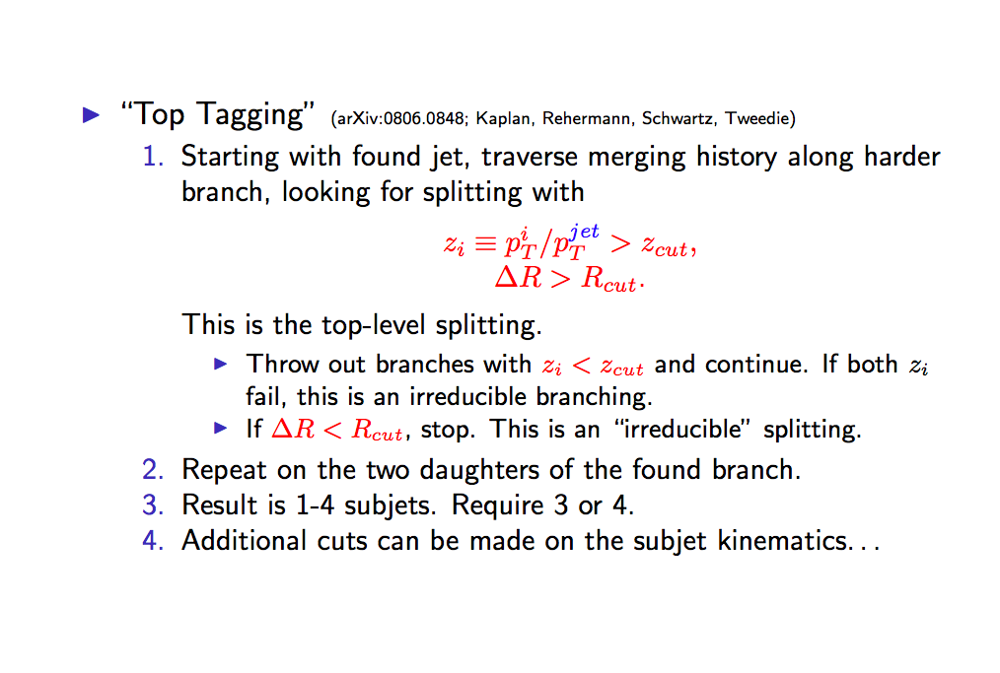 ▶ “Top Tagging” (arXiv:0806.0848; Kaplan, Rehermann, Schwartz, Tweedie)
1. Starting with found jet, traverse merging history along harder
branch, looking for splitting with
z_i ≡ p_T^i/p_T^{jet} > z_{cut},
ΔR > R_{cut}.
This is the top-level splitting.
▶ Throw out branches with z_i < z_{cut} and continue. If both z_i
fail, this is an irreducible branching.
▶ If ΔR < R_{cut}, stop. This is an “irreducible” splitting.
2. Repeat on the two daughters of the found branch.
3. Result is 1-4 subjets. Require 3 or 4.
4. Additional cuts can be made on the subjet kinematics...